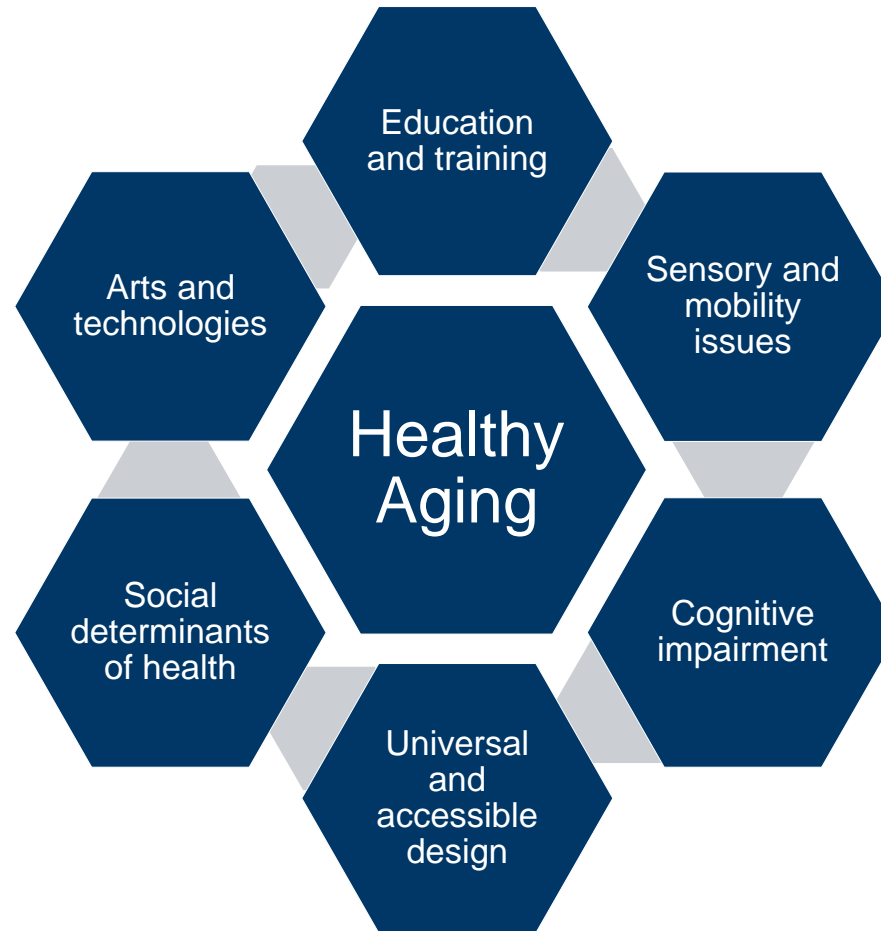 Education
and training
Sensory and
mobility
issues
Cognitive
impairment
Universal
and
accessible
design
Social
determinants
of health
Arts and
technologies
Healthy
Aging